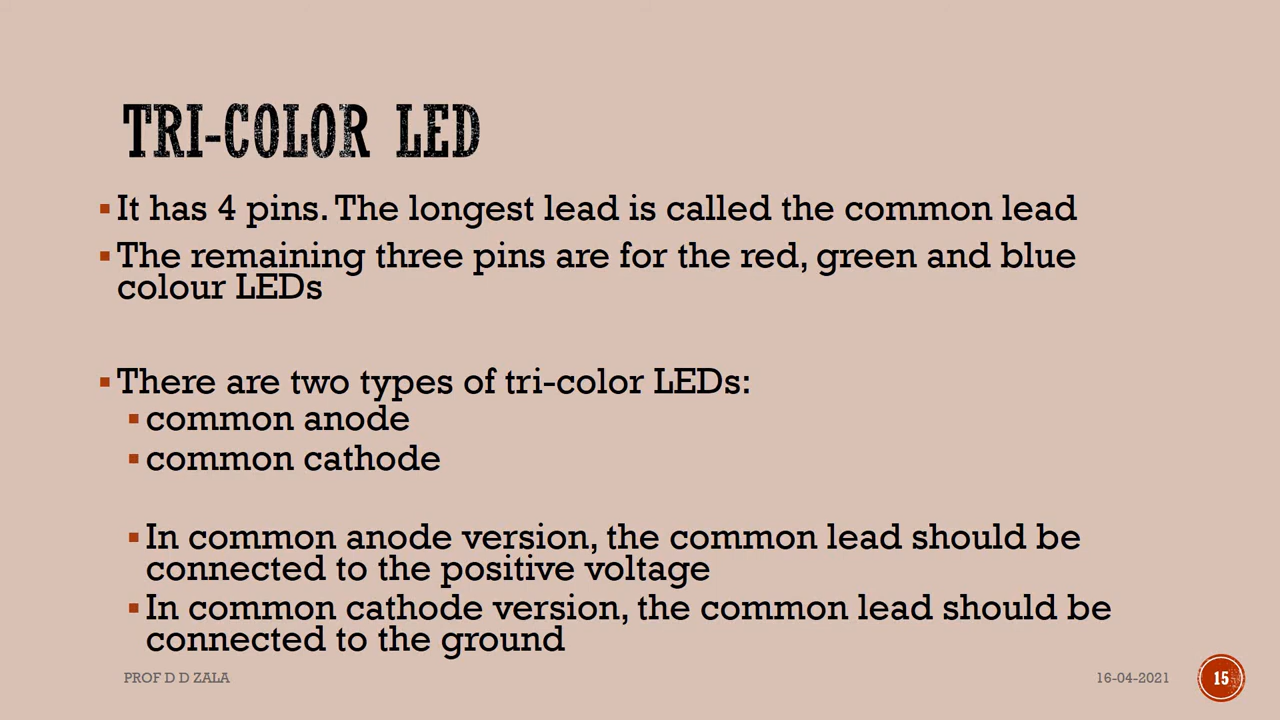 TRI-COLOR LED
▪ It has 4 pins. The longest lead is called the common lead
▪ The remaining three pins are for the red, green and blue
colour LEDs
▪ There are two types of tri-color LEDs:
▪ common anode
▪ common cathode
▪ In common anode version, the common lead should be
connected to the positive voltage
▪ In common cathode version, the common lead should be
connected to the ground
PROF D D ZALA
16-04-2021
15